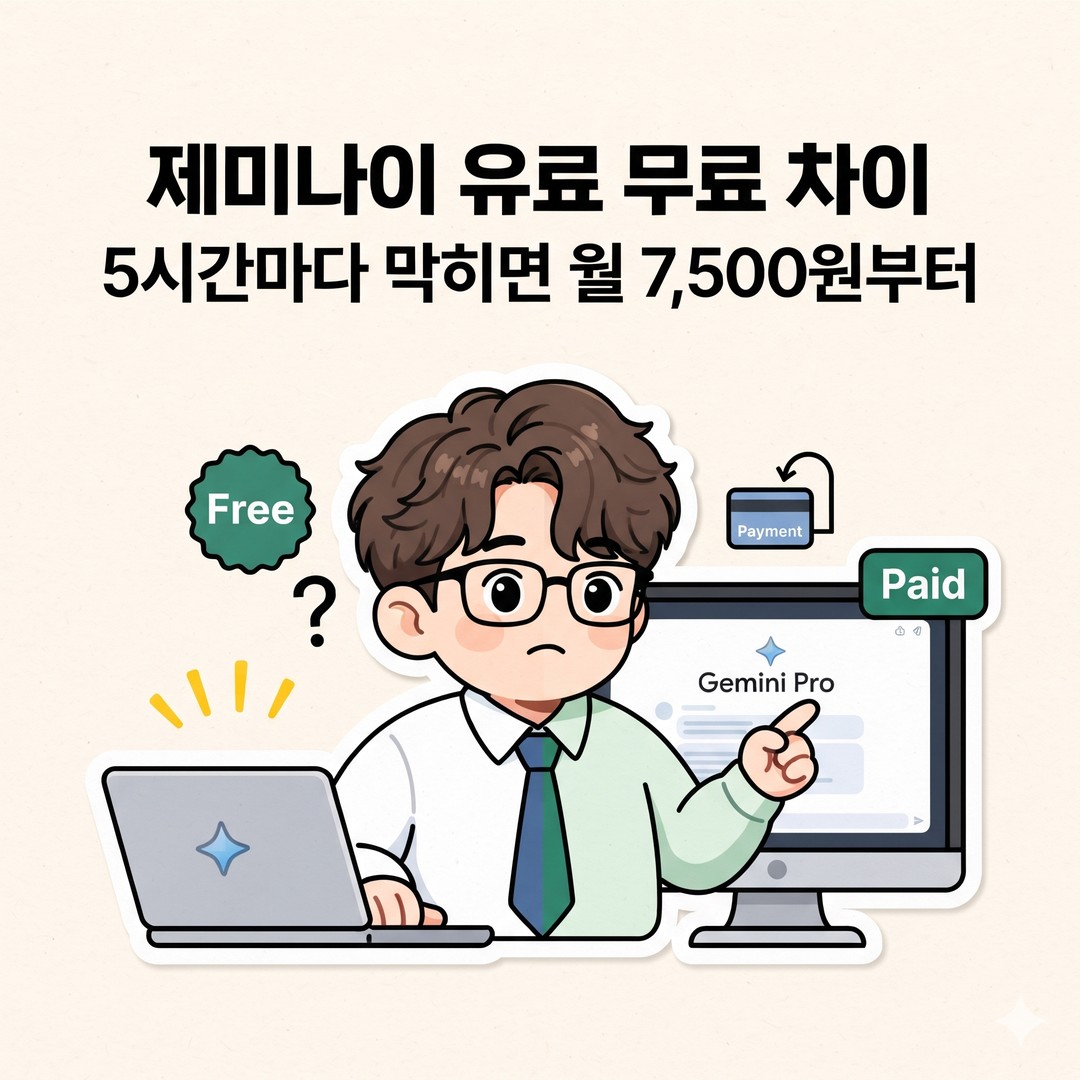 제미나이 유료 무료 차이
5시간마다 막히면 월 7,500원부터
Free
?
Payment
Paid
Gemini Pro